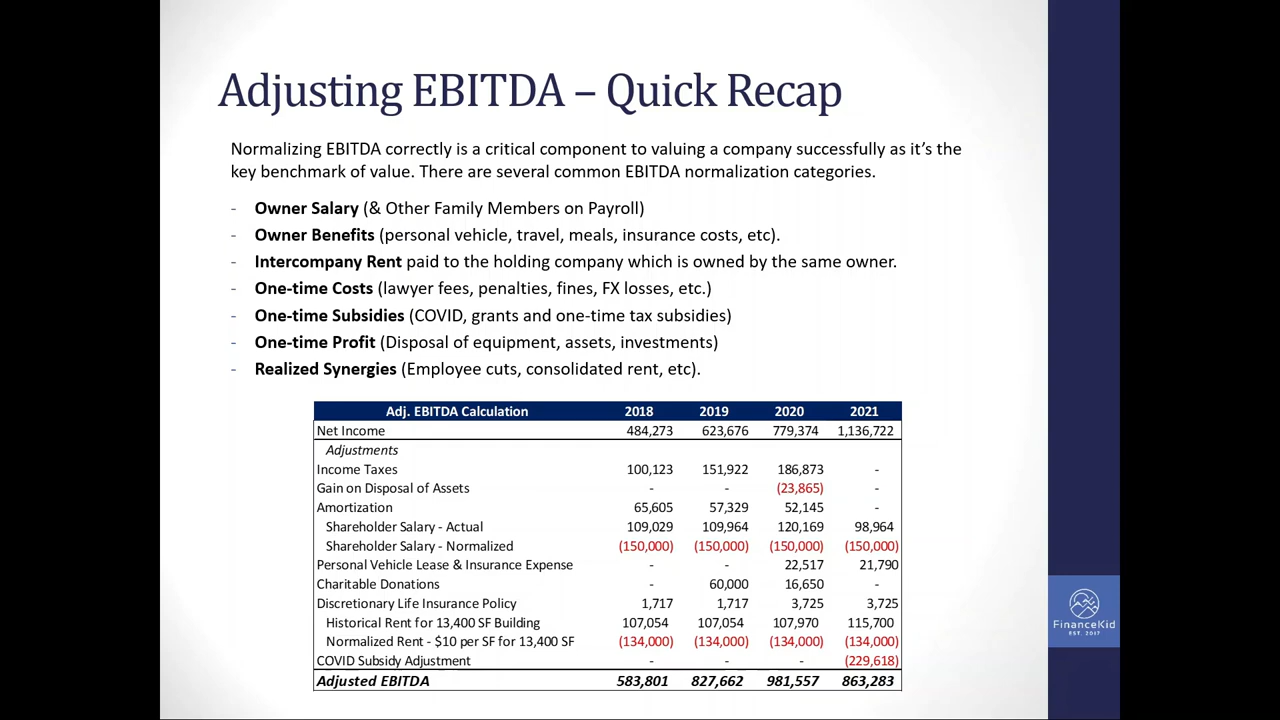 Adjusting EBITDA – Quick Recap
Normalizing EBITDA correctly is a critical component to valuing a company successfully as it's the
key benchmark of value. There are several common EBITDA normalization categories.
- Owner Salary (& Other Family Members on Payroll)
- Owner Benefits (personal vehicle, travel, meals, insurance costs, etc).
- Intercompany Rent paid to the holding company which is owned by the same owner.
- One-time Costs (lawyer fees, penalties, fines, FX losses, etc.)
- One-time Subsidies (COVID, grants and one-time tax subsidies)
- One-time Profit (Disposal of equipment, assets, investments)
- Realized Synergies (Employee cuts, consolidated rent, etc).
Adj. EBITDA Calculation 2018 2019 2020 2021
Net Income 484,273 623,676 779,374 1,136,722
Adjustments
Income Taxes 100,123 151,922 186,873 -
Gain on Disposal of Assets - - (23,865) -
Amortization 65,605 57,329 52,145 -
Shareholder Salary - Actual 109,029 109,964 120,169 98,964
Shareholder Salary - Normalized (150,000) (150,000) (150,000) (150,000)
Personal Vehicle Lease & Insurance Expense - - 22,517 21,790
Charitable Donations - 60,000 16,650 -
Discretionary Life Insurance Policy 1,717 1,717 3,725 3,725
Historical Rent for 13,400 SF Building 107,054 107,054 107,970 115,700
Normalized Rent - $10 per SF for 13,400 SF (134,000) (134,000) (134,000) (134,000)
COVID Subsidy Adjustment - - - (229,618)
Adjusted EBITDA 583,801 827,662 981,557 863,283
FinanceKid
EST. 2017